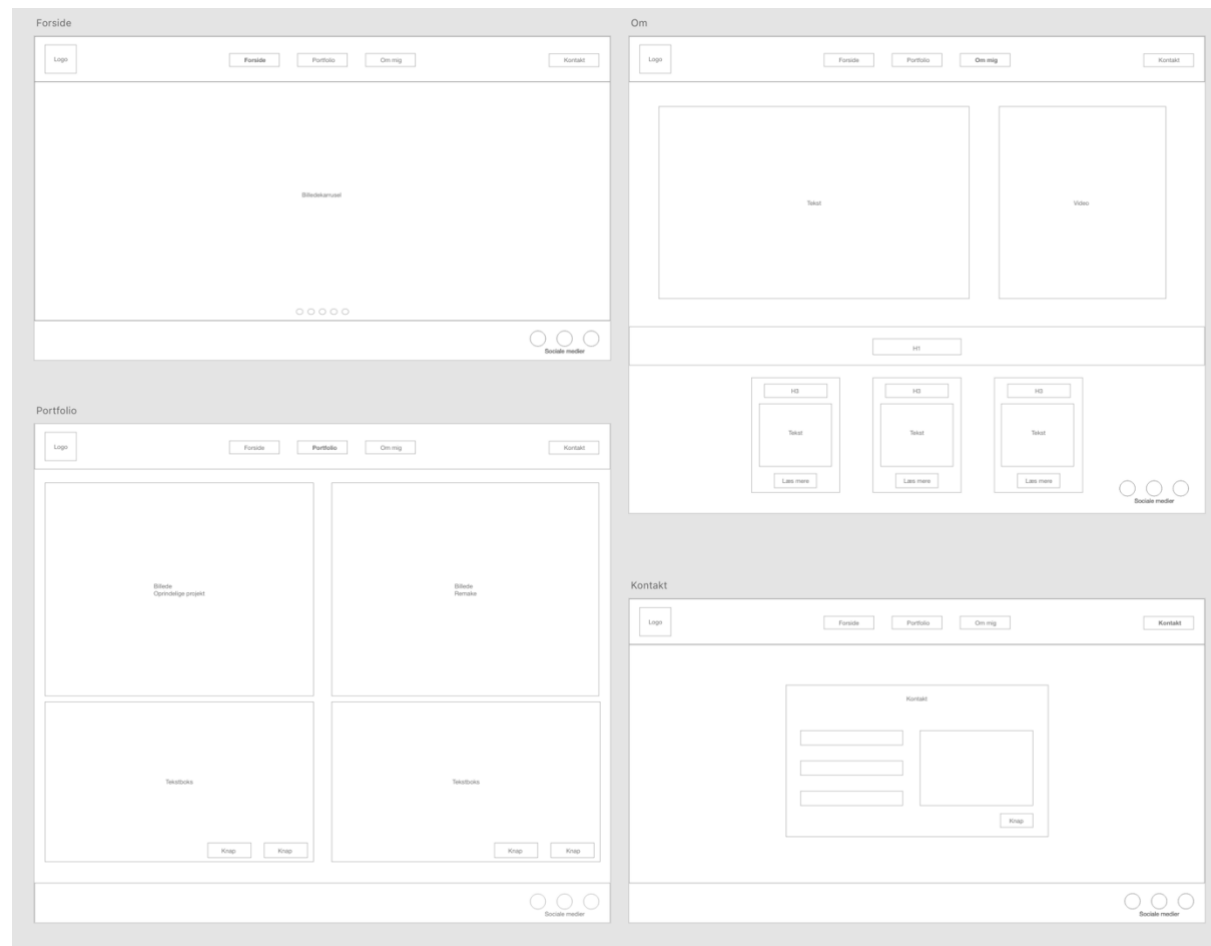 Forside
Logo
Forside
Portfolio
Om mig
Kontakt
Billedekarrusel
Sociale medier
Om
Logo
Forside
Portfolio
Om mig
Kontakt
Tekst
Video
H1
H3
H3
H3
Tekst
Tekst
Tekst
Læs mere
Læs mere
Læs mere
Sociale medier
Portfolio
Logo
Forside
Portfolio
Om mig
Kontakt
Billede
Oprindelige projekt
Billede
Remake
Tekstboks
Tekstboks
Knap
Knap
Knap
Knap
Sociale medier
Kontakt
Logo
Forside
Portfolio
Om mig
Kontakt
Kontakt
Knap
Sociale medier